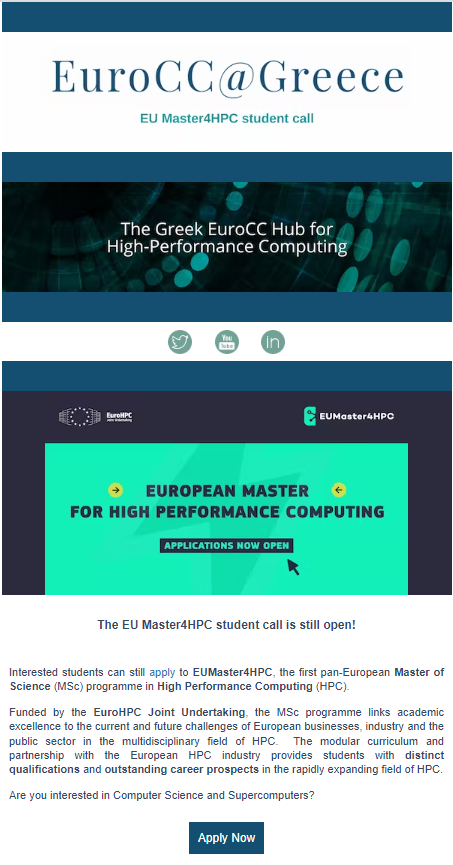 EuroCC@Greece
EU Master4HPC student call
The Greek EuroCC Hub for
High-Performance Computing
You
Tube
in
EuroHPC
Joint Undertaking
EUMaster4HPC
EUROPEAN MASTER
FOR HIGH PERFORMANCE COMPUTING
APPLICATIONS NOW OPEN
The EU Master4HPC student call is still open!
Interested students can still apply to EUMaster4HPC, the first pan-European Master of
Science (MSc) programme in High Performance Computing (HPC).
Funded by the EuroHPC Joint Undertaking, the MSc programme links academic
excellence to the current and future challenges of European businesses, industry and the
public sector in the multidisciplinary field of HPC. The modular curriculum and
partnership with the European HPC industry provides students with distinct
qualifications and outstanding career prospects in the rapidly expanding field of HPC.
Are you interested in Computer Science and Supercomputers?
Apply Now